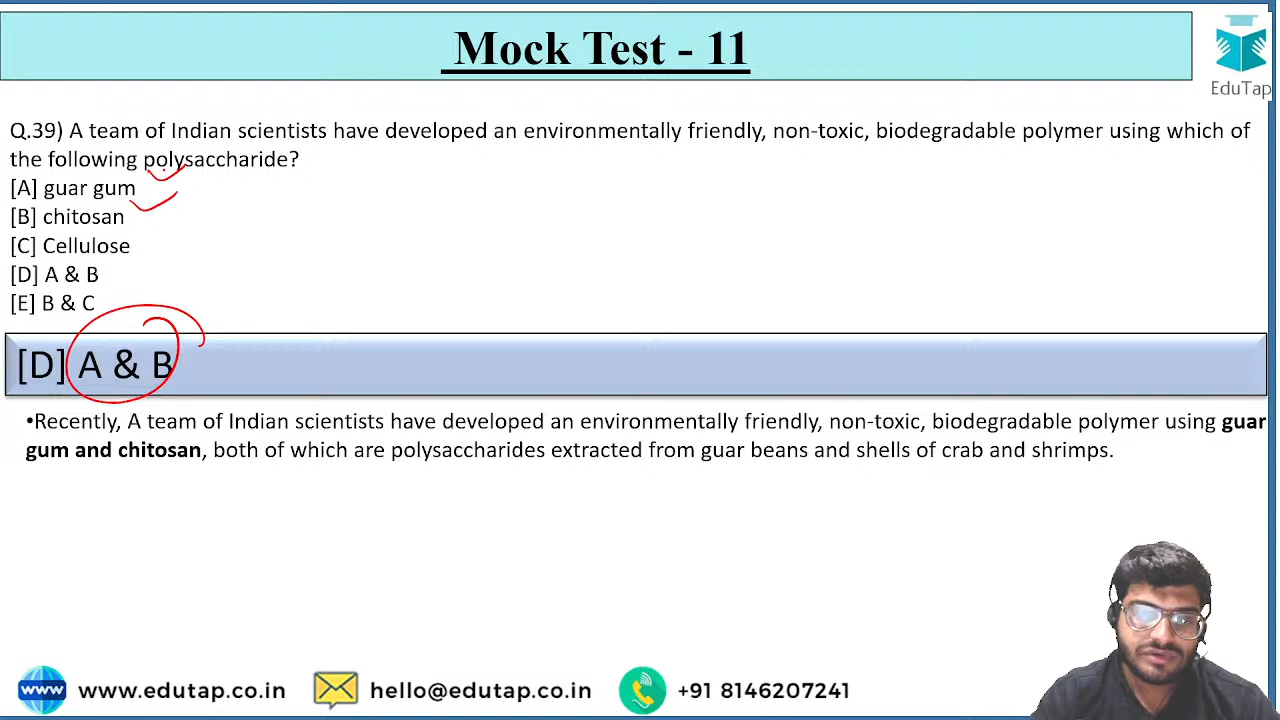 Mock Test - 11
EduTap
Q.39) A team of Indian scientists have developed an environmentally friendly, non-toxic, biodegradable polymer using which of
the following polysaccharide?
[A] guar gum
[B] chitosan
[C] Cellulose
[D] A & B
[E] B & C
[D] A & B
•Recently, A team of Indian scientists have developed an environmentally friendly, non-toxic, biodegradable polymer using guar
gum and chitosan, both of which are polysaccharides extracted from guar beans and shells of crab and shrimps.
www www.edutap.co.in hello@edutap.co.in +91 8146207241